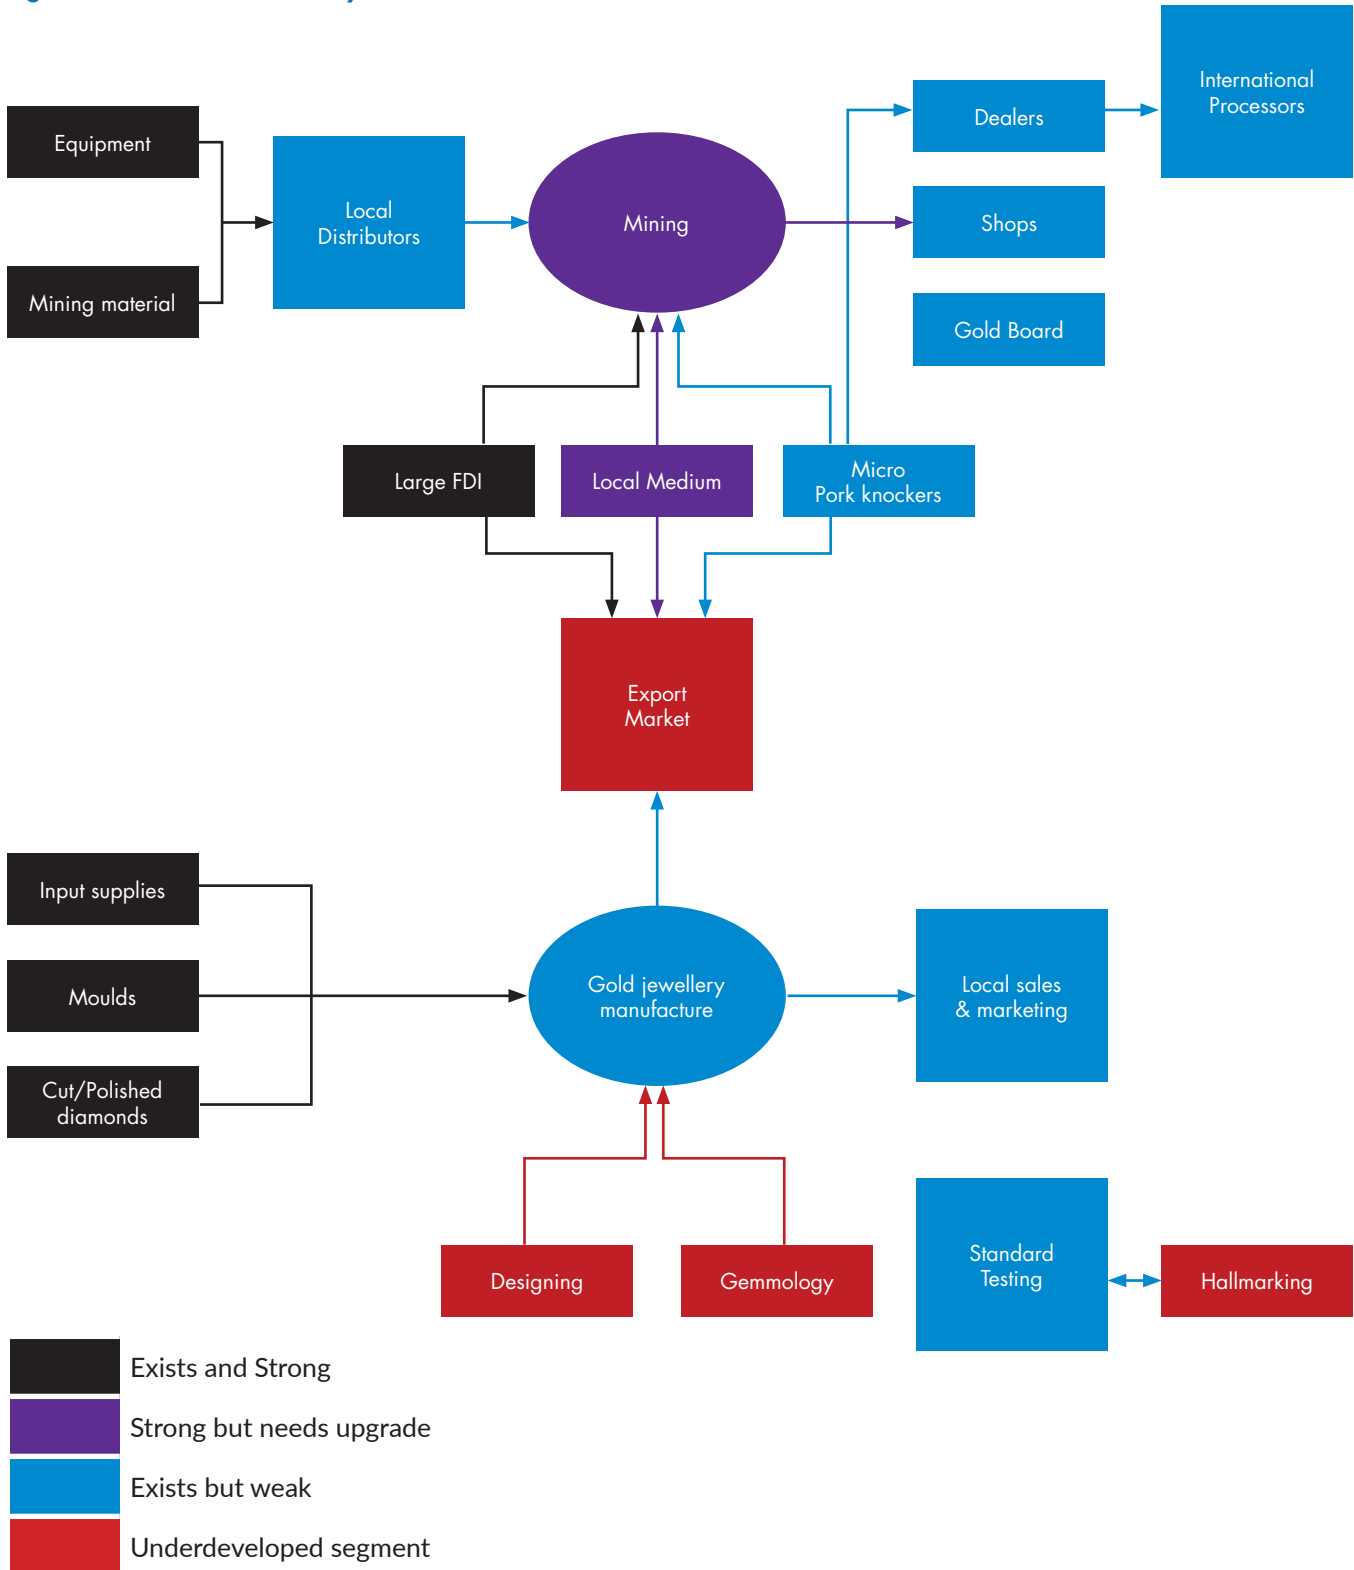 International
Processors
Dealers
Equipment
Local
Distributors
Mining
Shops
Mining material
Gold Board
Large FDI
Local Medium
Micro
Pork knockers
Export
Market
Input supplies
Moulds
Gold jewellery
manufacture
Local sales
& marketing
Cut/Polished
diamonds
Designing
Gemmology
Standard
Testing
Hallmarking
Exists and Strong
Strong but needs upgrade
Exists but weak
Underdeveloped segment